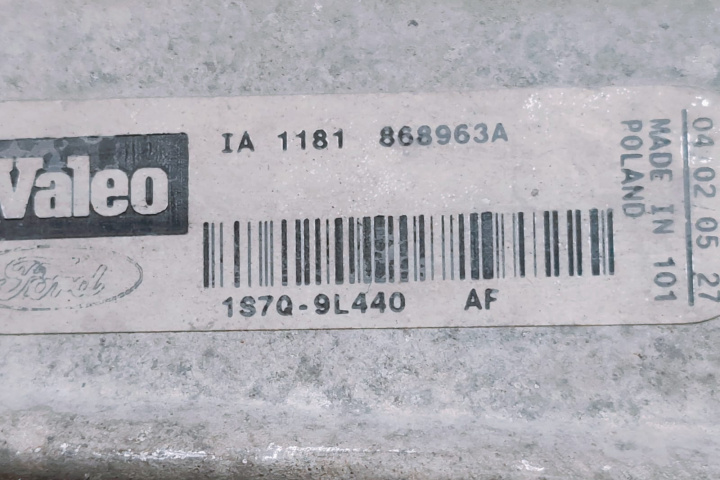 Valeo
Ford
IA 1181 868963A
1S7Q-9L440 AF
MADE IN 101
POLAND
04 02 05 27